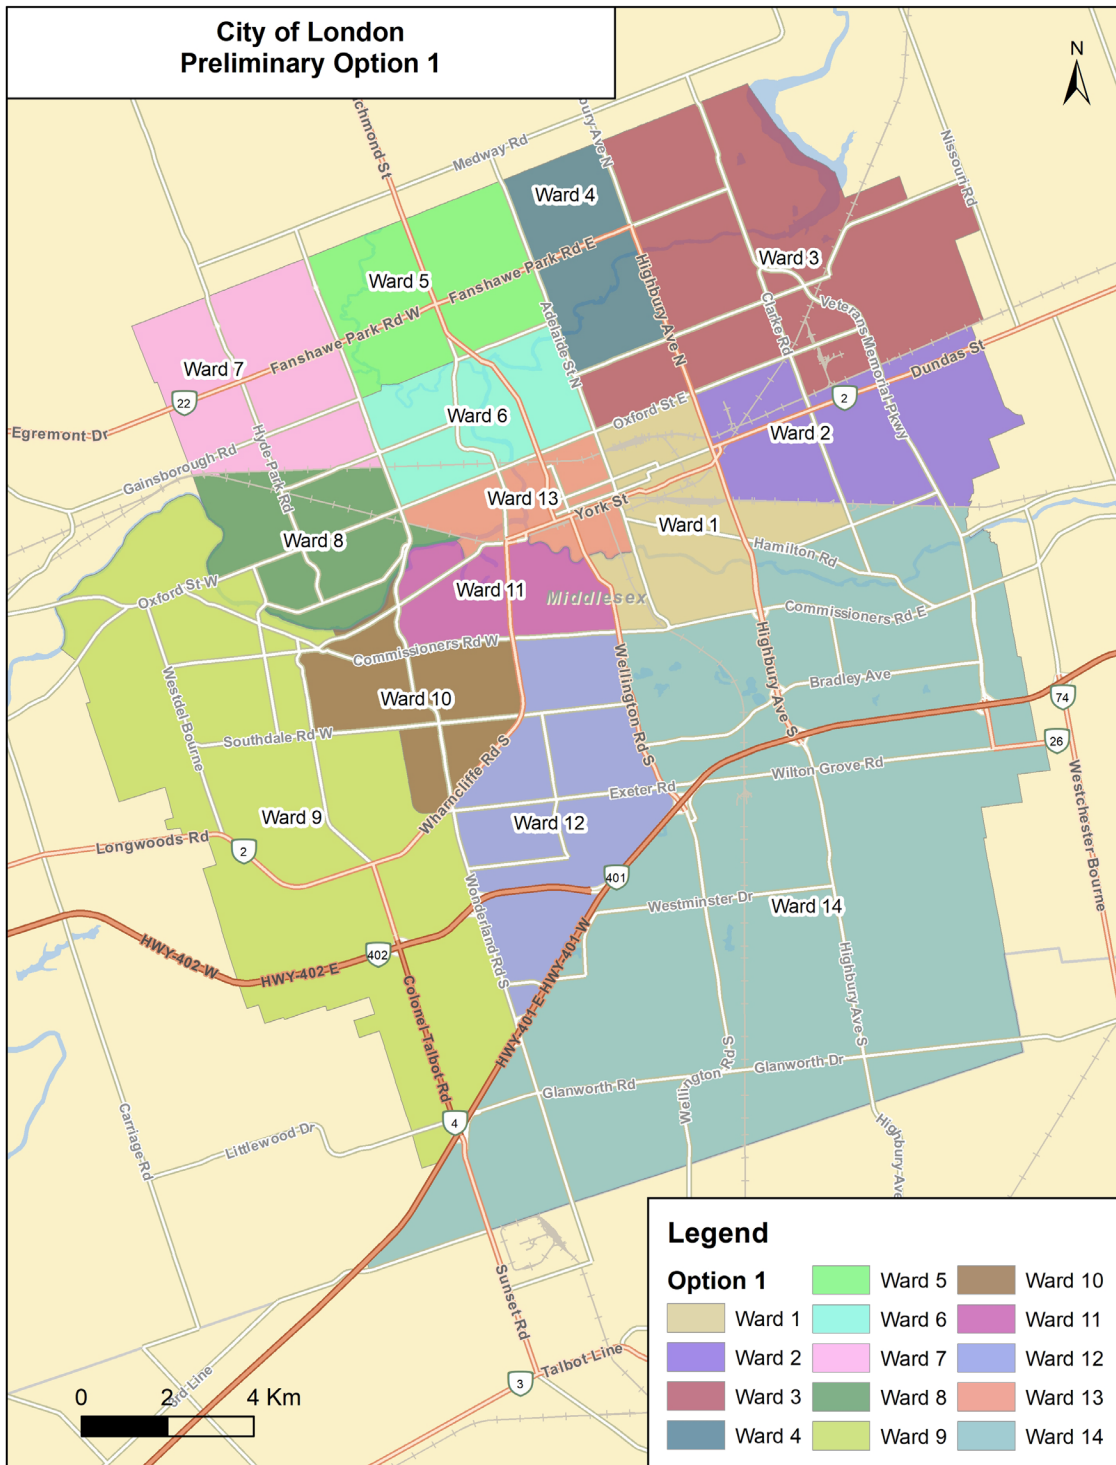 City of London
Preliminary Option 1
N
Medway Rd
Nissouri Rd
Ward 4
Ward 3
Ward 5
Fanshawe Park Rd E
Highbury Ave N
Clarke Rd
Veterans Memorial Pkwy
Adelaide St N
Fanshawe Park Rd W
Ward 7
Dundas St
22
2
Egremont Dr
Ward 6
Oxford St E
Ward 2
Hyde Park Rd
Gainsborough Rd
Ward 13
York St
Ward 1
Ward 8
Hamilton Rd
Oxford St W
Ward 11
Middlesex
Commissioners Rd E
Commissioners Rd W
Westdel Bourne
Ward 10
Wellington Rd S
Highbury Ave S
Bradley Ave
74
Southdale Rd W
26
Wharncliffe Rd S
Wilton Grove Rd
Exeter Rd
Westchester Bourne
Ward 9
Ward 12
Longwoods Rd
2
401
Westminster Dr
Ward 14
Wonderland Rd S
HWY 402 W
HWY 402 E
402
HWY 401 E
HWY 401 W
Highbury Ave S
Colonel Talbot Rd
Wellington Rd S
Glanworth Dr
Glanworth Rd
Carriage Rd
Littlewood Dr
4
Highbury Ave
Sunset Rd
Talbot Line
3
3rd Line
0 2 4 Km
Legend
Option 1
Ward 1
Ward 2
Ward 3
Ward 4
Ward 5
Ward 6
Ward 7
Ward 8
Ward 9
Ward 10
Ward 11
Ward 12
Ward 13
Ward 14